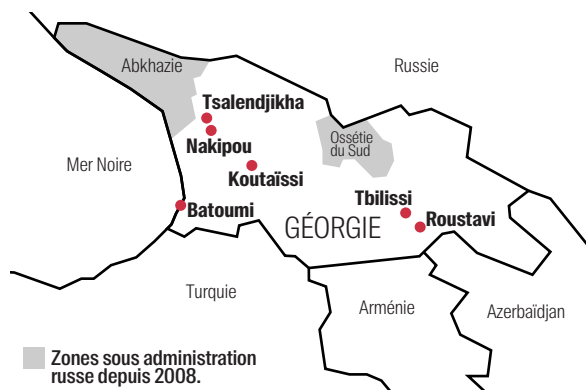 Abkhazie
Russie
Tsalendjikha
Nakipou
Ossétie
du Sud
Mer Noire
Koutaïssi
Tbilissi
Batoumi
GÉORGIE
Roustavi
Turquie
Arménie
Azerbaïdjan
Zones sous administration
russe depuis 2008.